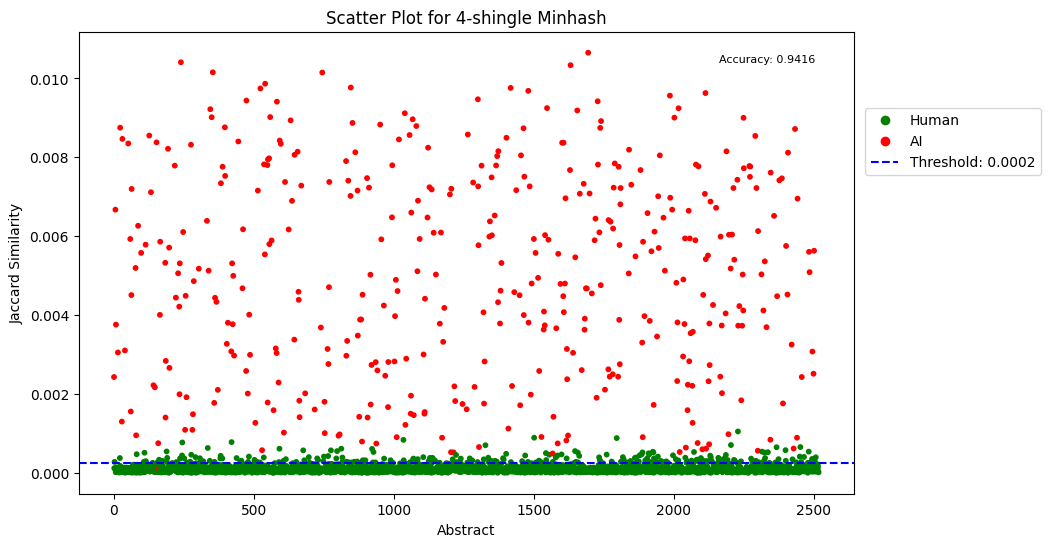 Scatter Plot for 4-shingle Minhash
Accuracy: 0.9416
Human
AI
Threshold: 0.0002
Jaccard Similarity
0.010
0.008
0.006
0.004
0.002
0.000
0 500 1000 1500 2000 2500
Abstract